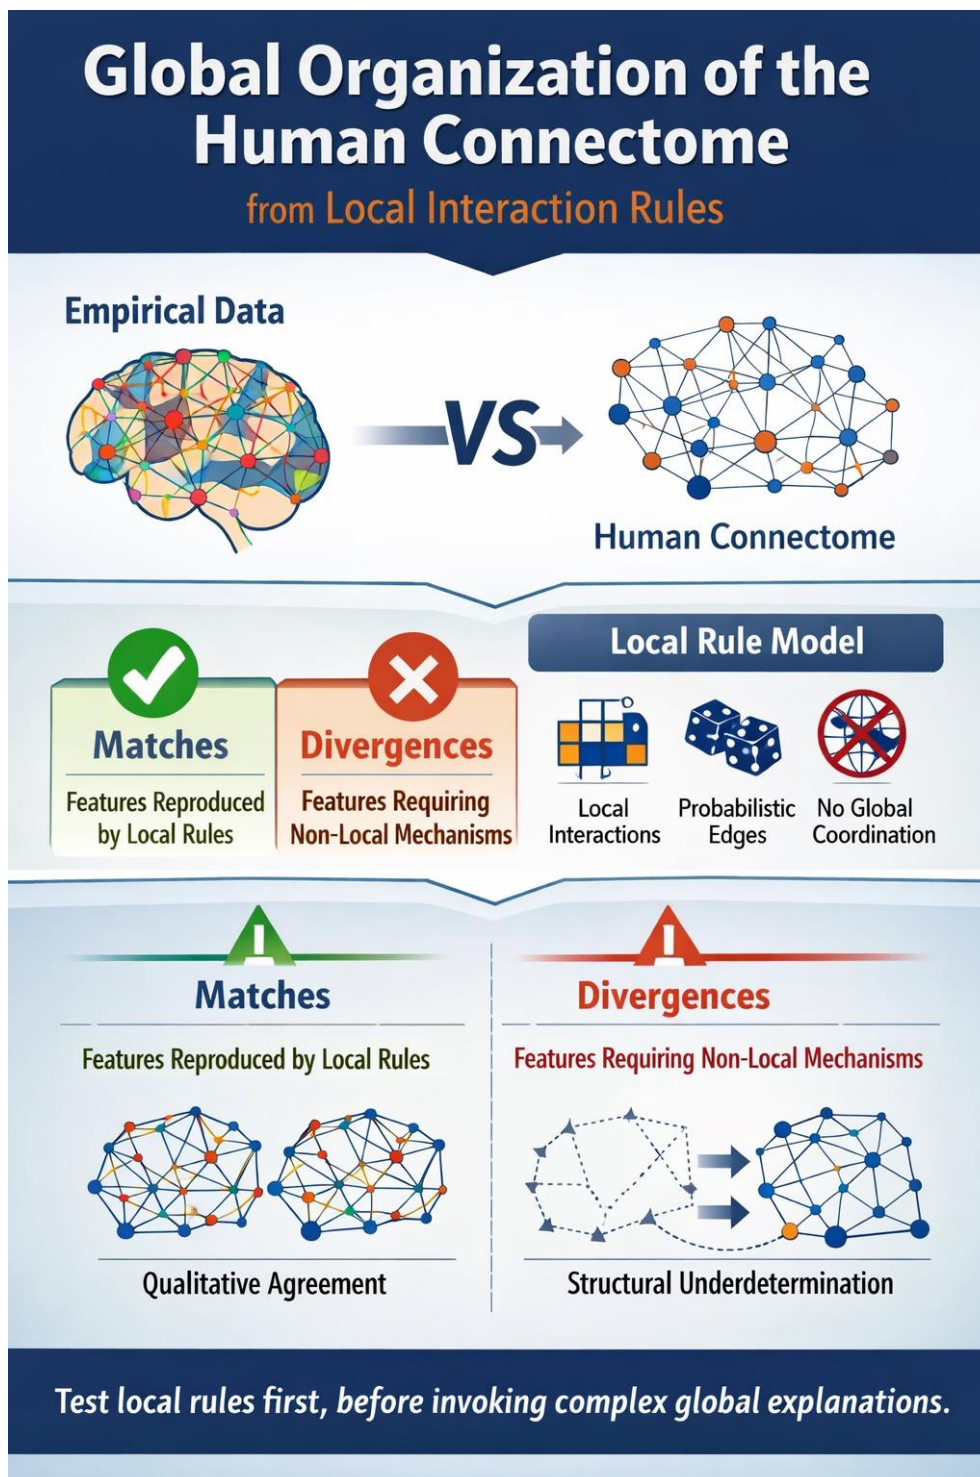 Global Organization of the
Human Connectome
from Local Interaction Rules
Empirical Data
VS
Human Connectome
Matches
Features Reproduced
by Local Rules
Divergences
Features Requiring
Non-Local Mechanisms
Local Rule Model
Local
Interactions
Probabilistic
Edges
No Global
Coordination
Matches
Features Reproduced by Local Rules
Qualitative Agreement
Divergences
Features Requiring Non-Local Mechanisms
Structural Underdetermination
Test local rules first, before invoking complex global explanations.